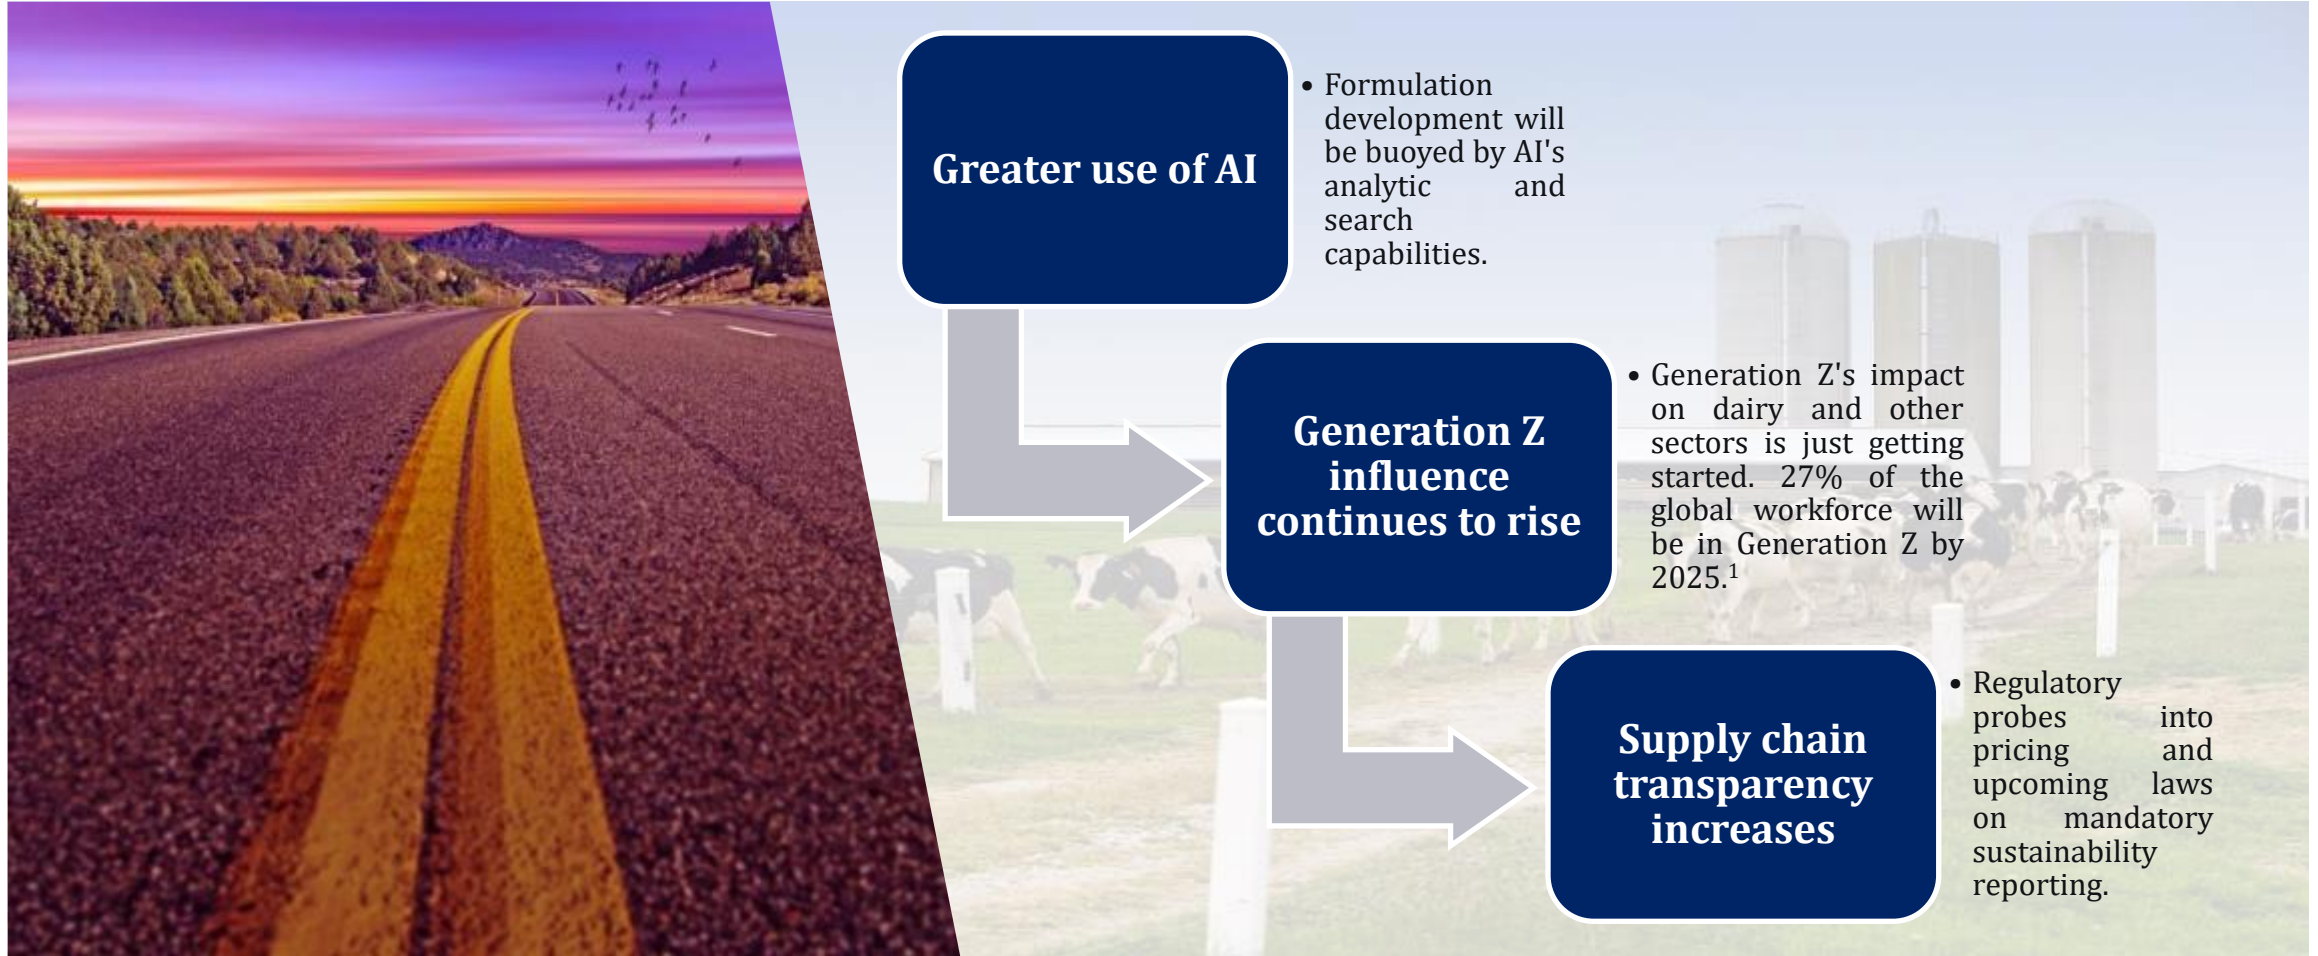 Greater use of AI
• Formulation
development will
be buoyed by AI's
analytic and
search
capabilities.
Generation Z
influence
continues to rise
• Generation Z's impact
on dairy and other
sectors is just getting
started. 27% of the
global workforce will
be in Generation Z by
2025.¹
Supply chain
transparency
increases
• Regulatory
probes into
pricing and
upcoming laws
on mandatory
sustainability
reporting.